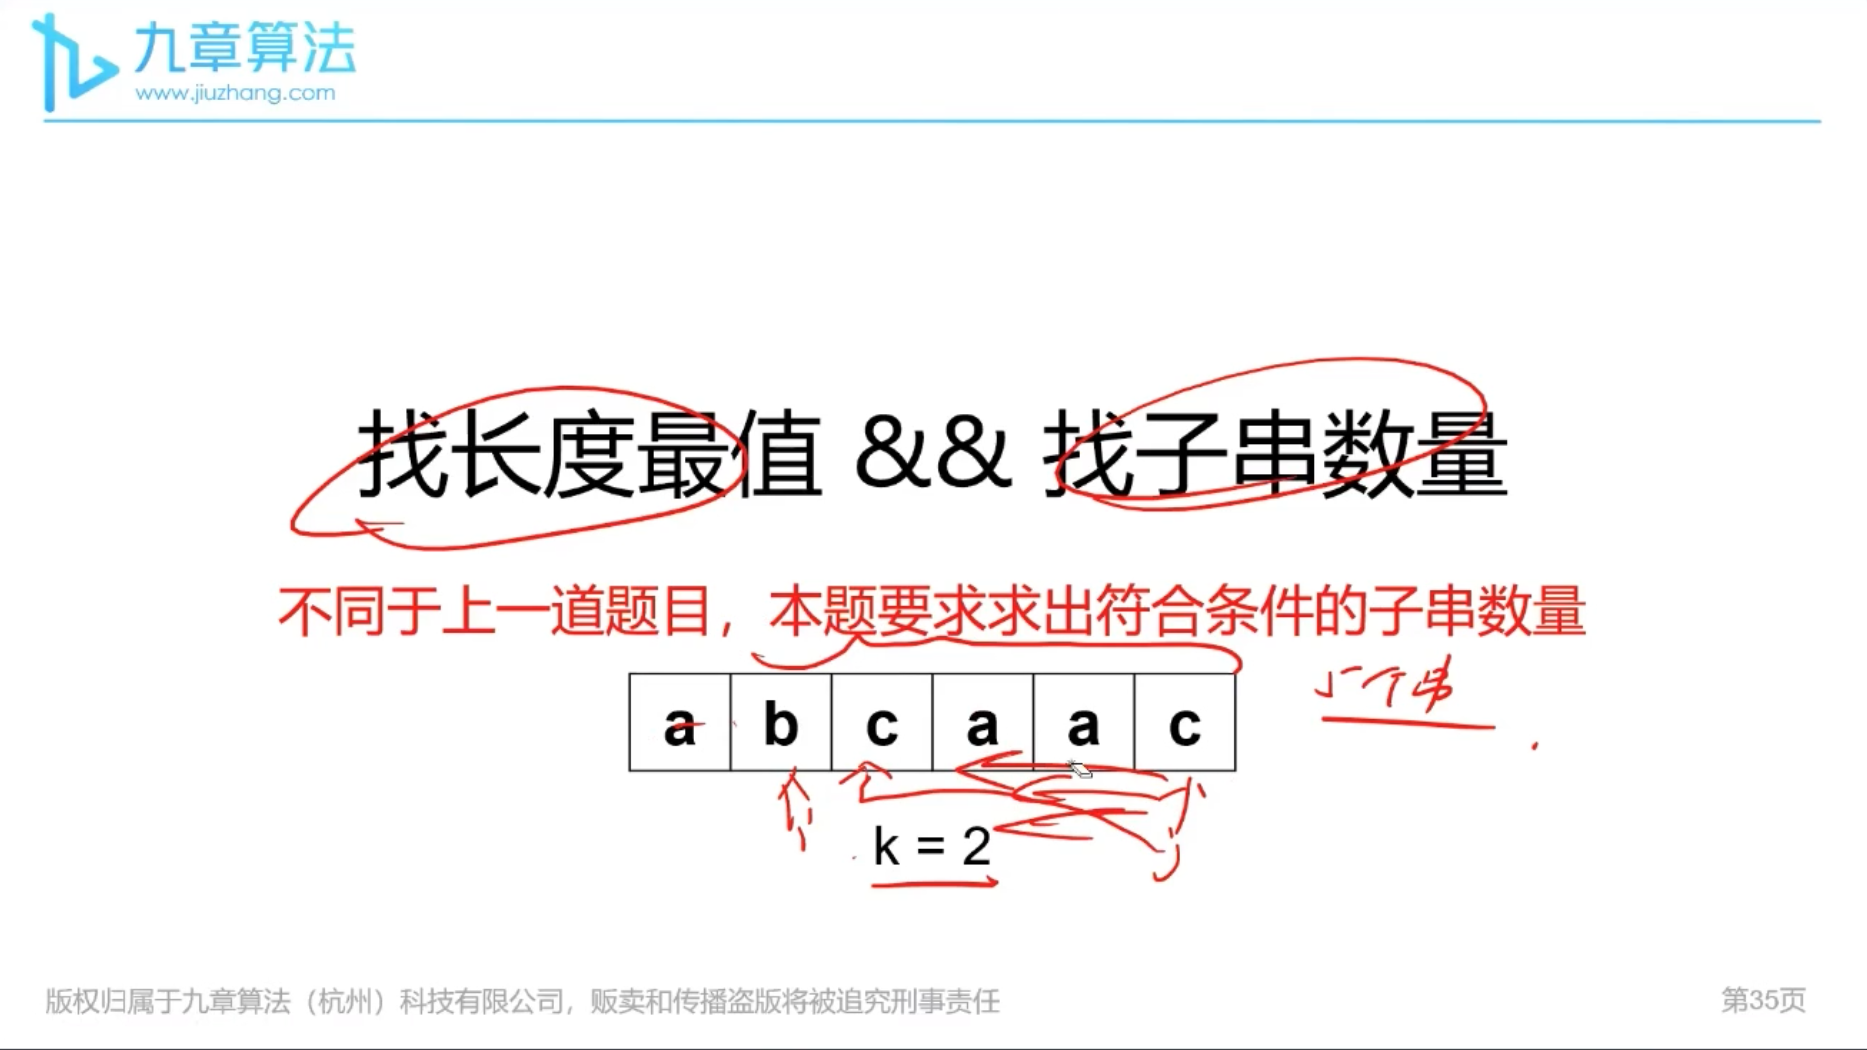 九章算法
www.jiuzhang.com
找长度最值 && 找子串数量
不同于上一道题目，本题要求求出符合条件的子串数量
5个串
a b c a a c
k = 2
版权归属于九章算法（杭州）科技有限公司，贩卖和传播盗版将被追究刑事责任
第35页